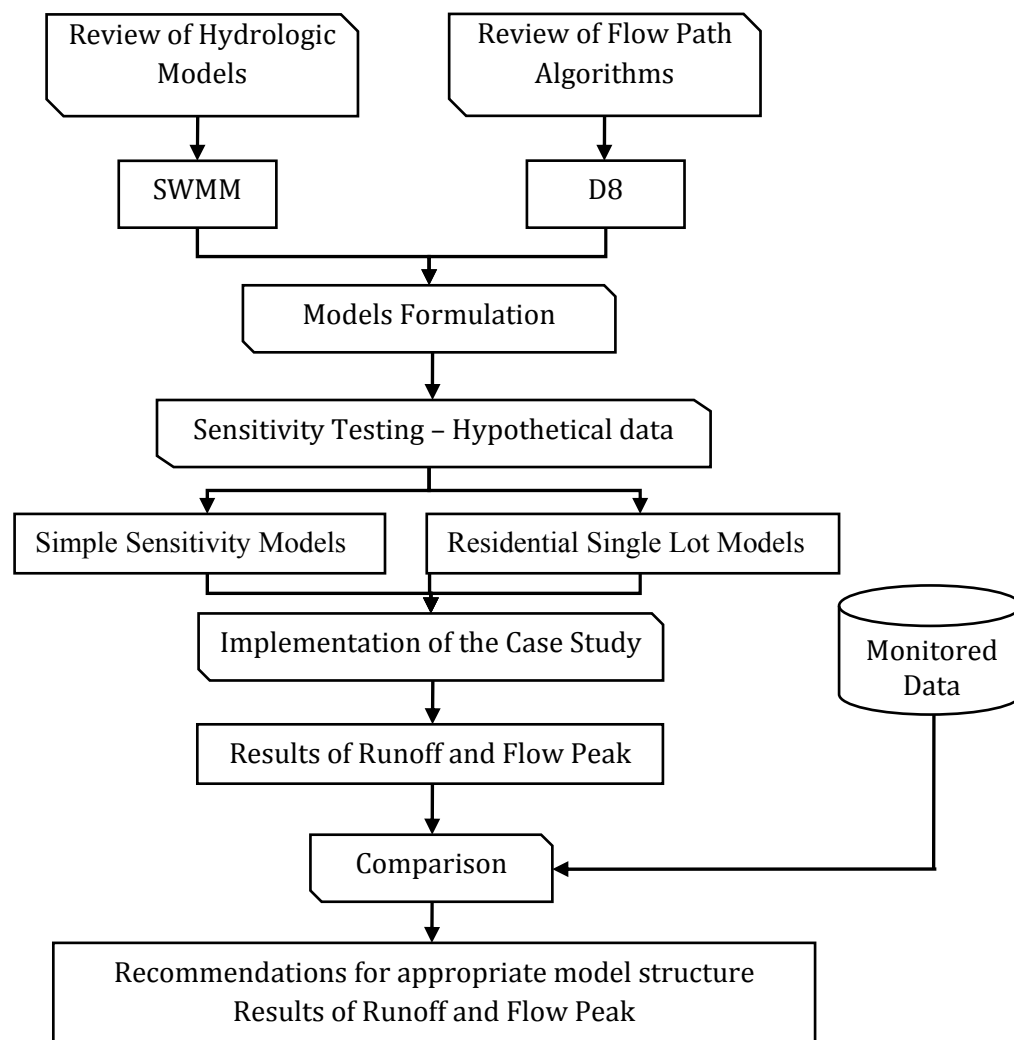 Review of Hydrologic
Models
Review of Flow Path
Algorithms
SWMM
D8
Models Formulation
Sensitivity Testing – Hypothetical data
Simple Sensitivity Models
Residential Single Lot Models
Implementation of the Case Study
Monitored
Data
Results of Runoff and Flow Peak
Comparison
Recommendations for appropriate model structure
Results of Runoff and Flow Peak